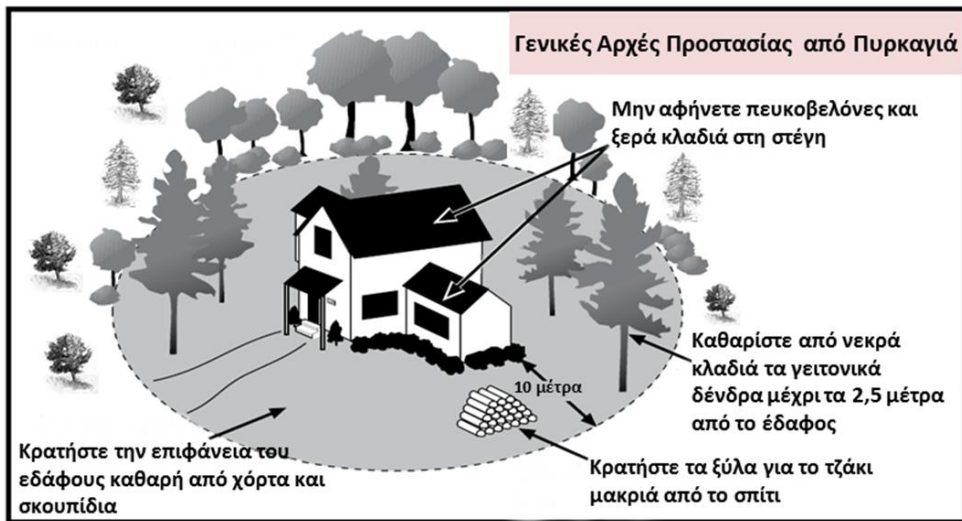 Γενικές Αρχές Προστασίας από Πυρκαγιά
Μην αφήνετε πευκοβελόνες και
ξερά κλαδιά στη στέγη
Καθαρίστε από νεκρά
κλαδιά τα γειτονικά
δένδρα μέχρι τα 2,5 μέτρα
από το έδαφος
10 μέτρα
Κρατήστε την επιφάνεια του
εδάφους καθαρή από χόρτα και
σκουπίδια
Κρατήστε τα ξύλα για το τζάκι
μακριά από το σπίτι